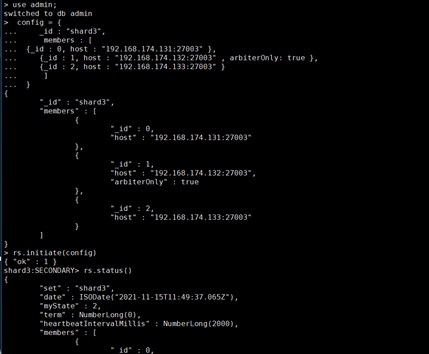 > use admin;
switched to db admin
>  config = {
...     _id : "shard3",
...      members : [
...  {_id : 0, host : "192.168.174.131:27003" },
...     {_id : 1, host : "192.168.174.132:27003" , arbiterOnly: true },
...     {_id : 2, host : "192.168.174.133:27003" }
...      ]
...  }
{
"_id" : "shard3",
"members" : [
{
"_id" : 0,
"host" : "192.168.174.131:27003"
},
{
"_id" : 1,
"host" : "192.168.174.132:27003",
"arbiterOnly" : true
},
{
"_id" : 2,
"host" : "192.168.174.133:27003"
}
]
}
> rs.initiate(config)
{ "ok" : 1 }
shard3:SECONDARY> rs.status()
{
"set" : "shard3",
"date" : ISODate("2021-11-15T11:49:37.065Z"),
"myState" : 2,
"term" : NumberLong(0),
"heartbeatIntervalMillis" : NumberLong(2000),
"members" : [
{
"_id" : 0,